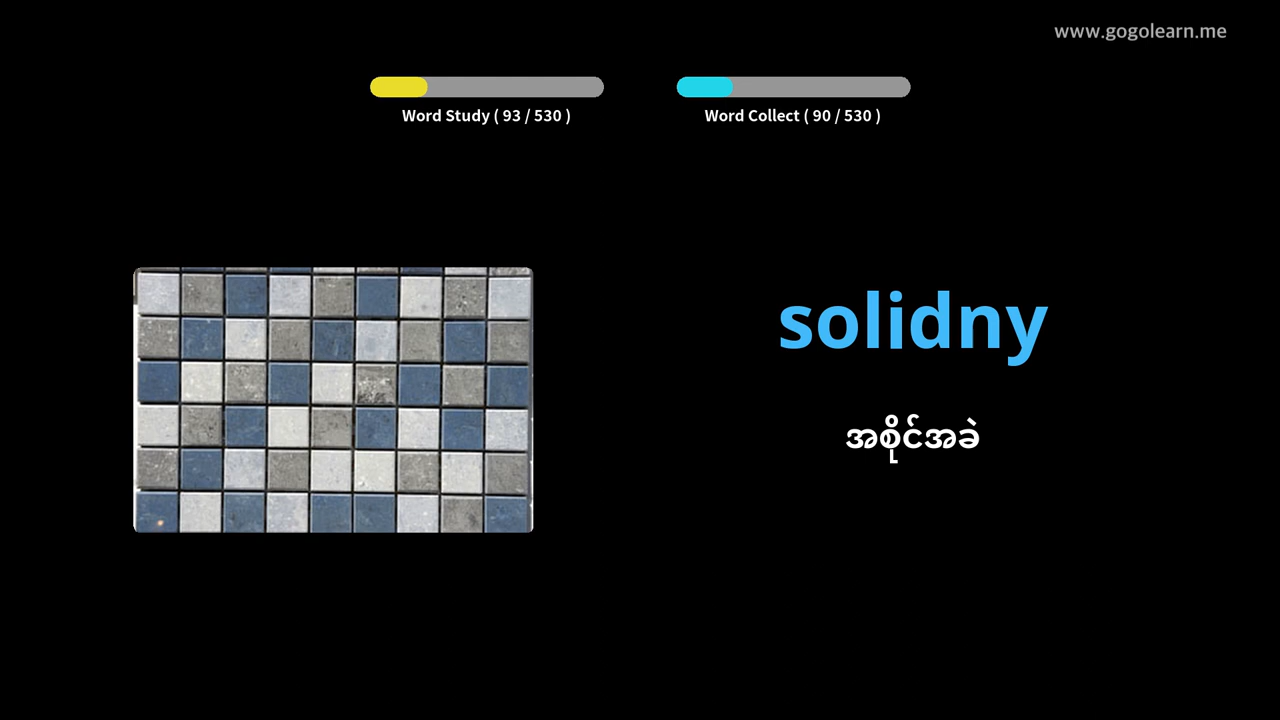 www.gogolearn.me
Word Study ( 93 / 530 )
Word Collect ( 90 / 530 )
solidny
အစိုင်အခဲ